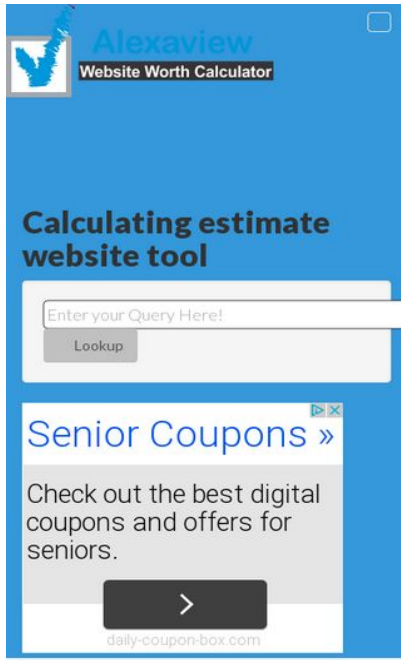 Alexaview
Website Worth Calculator
Calculating estimate
website tool
Enter your Query Here!
Lookup
Senior Coupons »
Check out the best digital
coupons and offers for
seniors.
daily-coupon-box.com